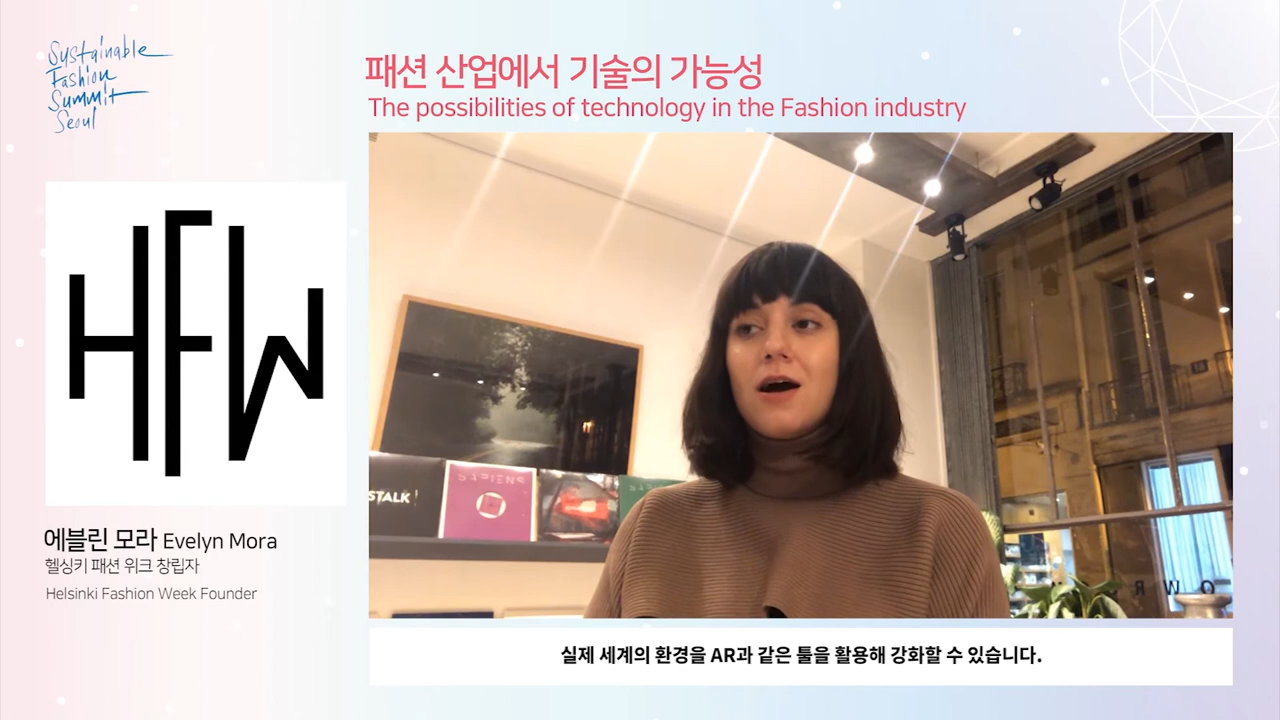 Sustainable
Fashion
Summit
Seoul
패션 산업에서 기술의 가능성
The possibilities of technology in the Fashion industry
HFW
에블린 모라 Evelyn Mora
헬싱키 패션 위크 창립자
Helsinki Fashion Week Founder
STALK
실제 세계의 환경을 AR과 같은 툴을 활용해 강화할 수 있습니다.